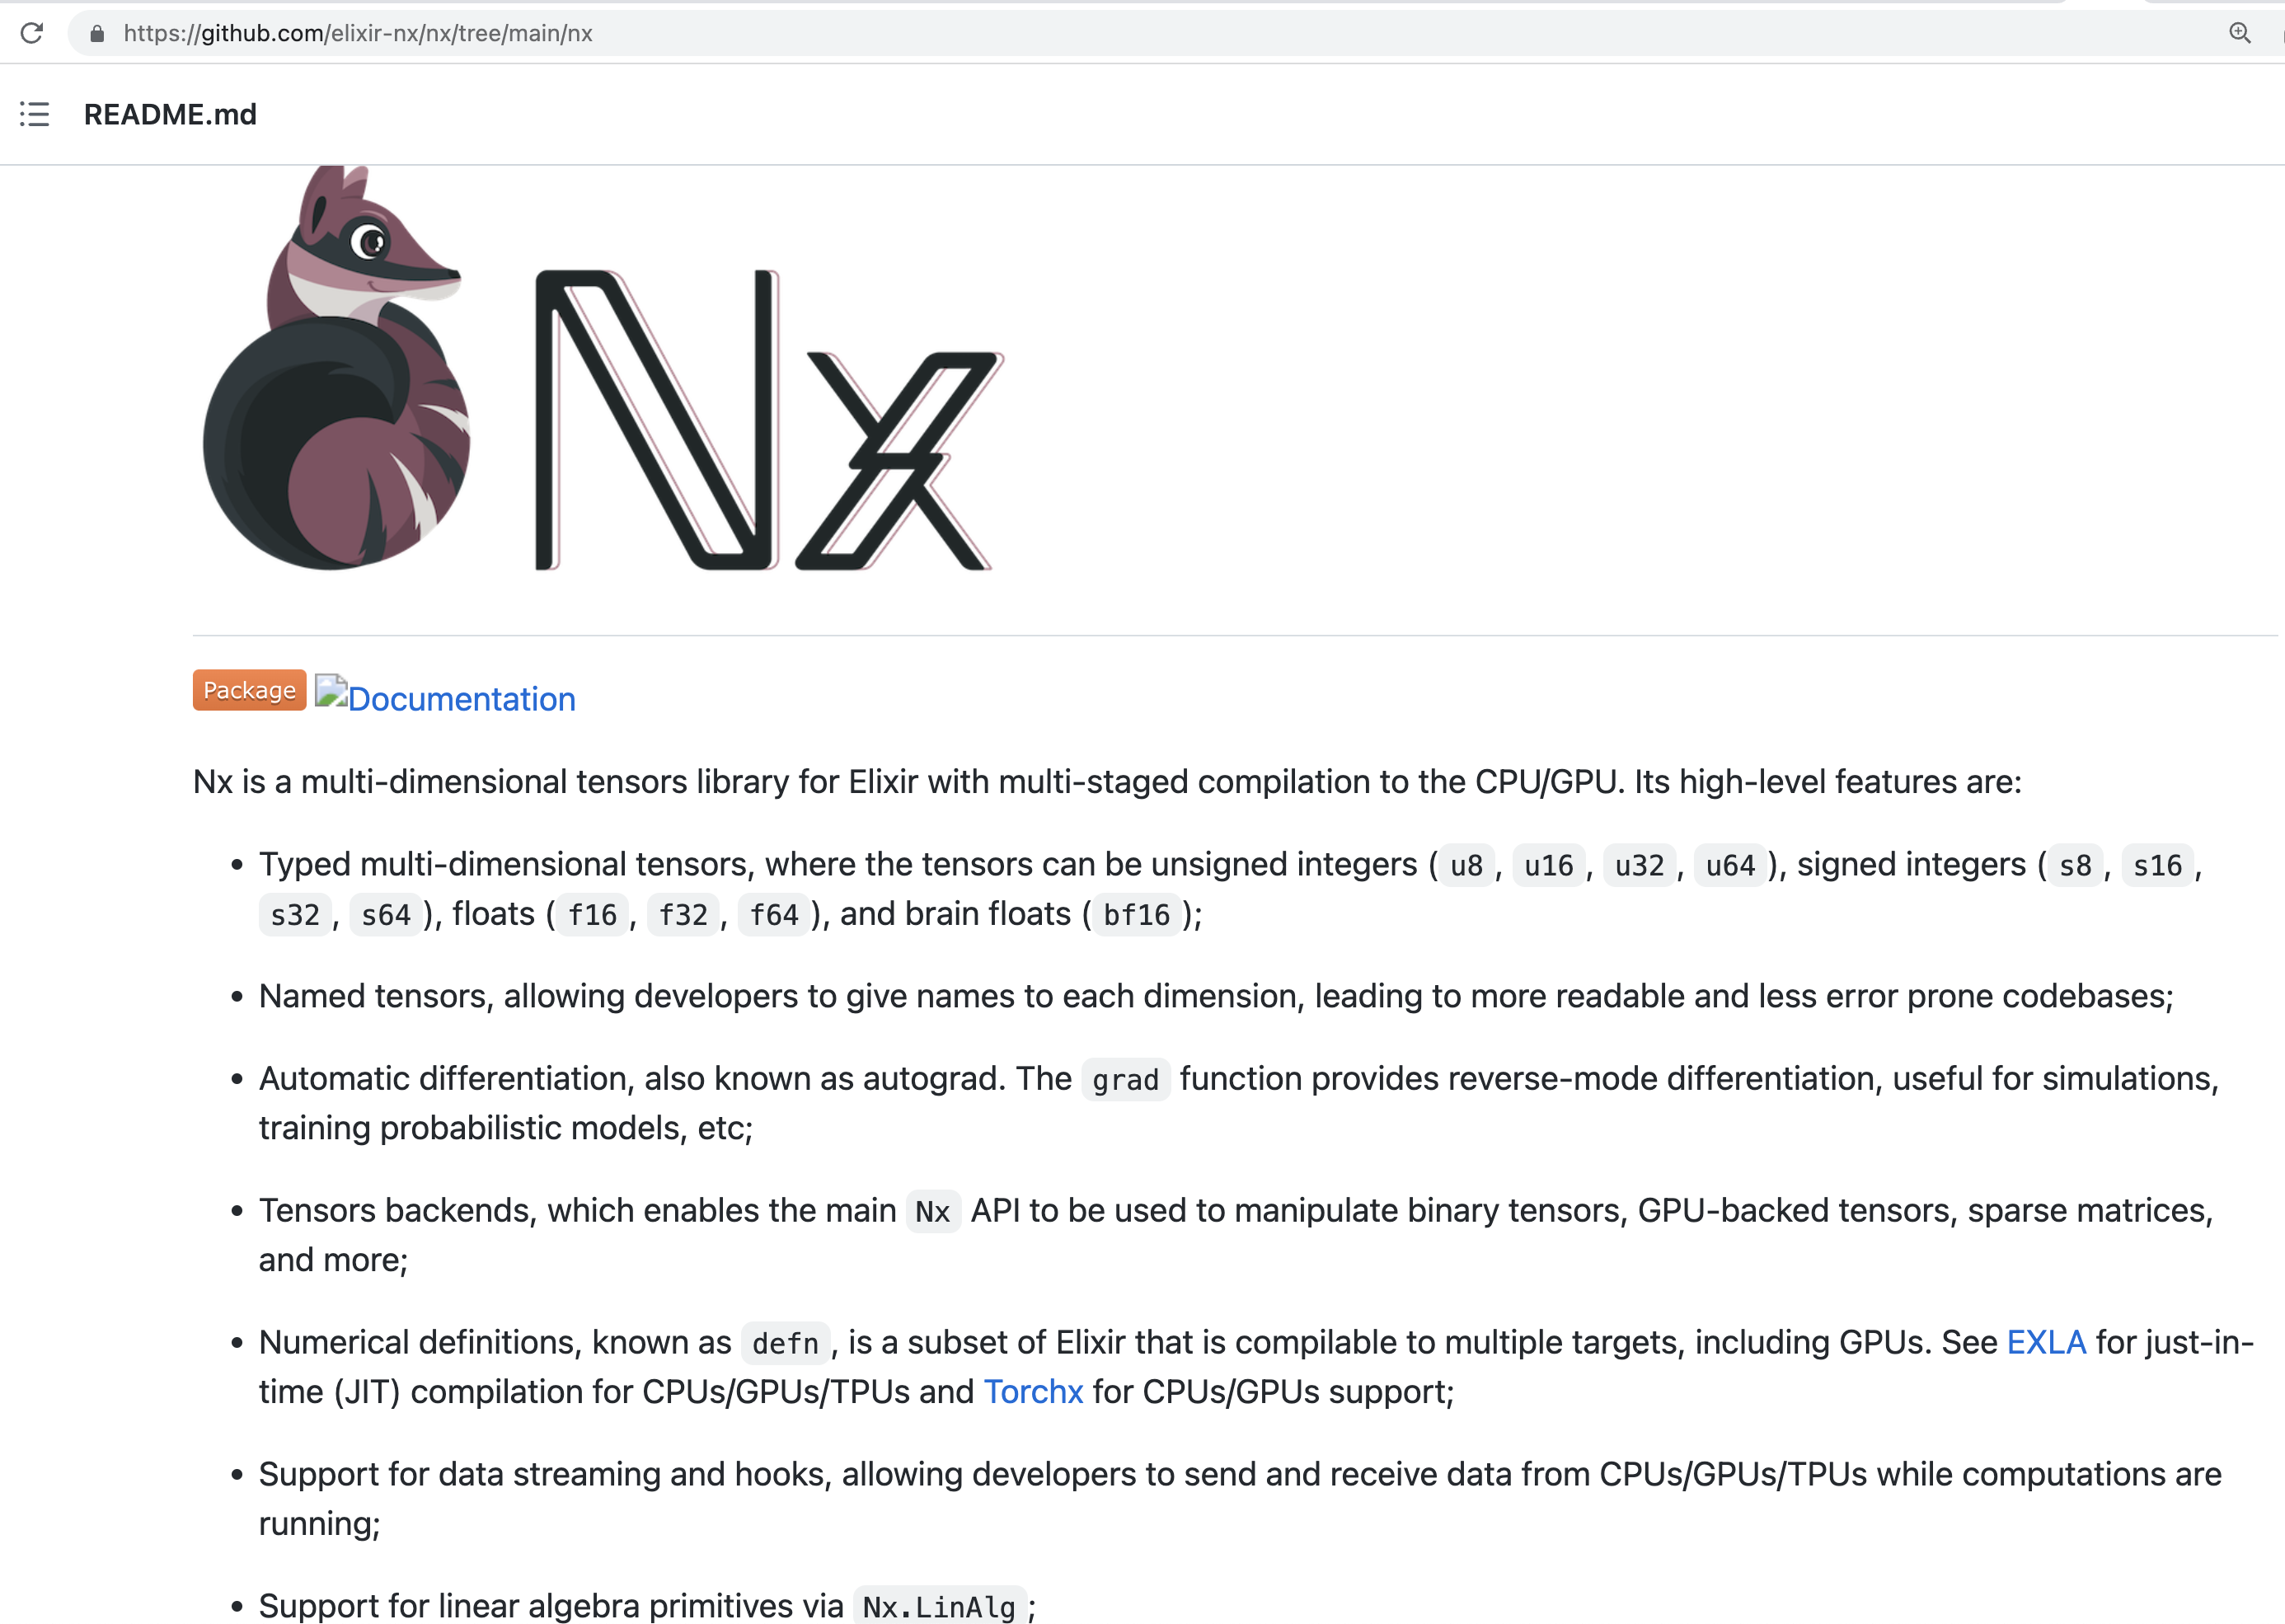 https://github.com/elixir-nx/nx/tree/main/nx
README.md
Nx
Package Documentation
Nx is a multi-dimensional tensors library for Elixir with multi-staged compilation to the CPU/GPU. Its high-level features are:
• Typed multi-dimensional tensors, where the tensors can be unsigned integers ( u8 , u16 , u32 , u64 ), signed integers ( s8 , s16 ,
s32 , s64 ), floats ( f16 , f32 , f64 ), and brain floats ( bf16 );
• Named tensors, allowing developers to give names to each dimension, leading to more readable and less error prone codebases;
• Automatic differentiation, also known as autograd. The grad function provides reverse-mode differentiation, useful for simulations,
training probabilistic models, etc;
• Tensors backends, which enables the main Nx API to be used to manipulate binary tensors, GPU-backed tensors, sparse matrices,
and more;
• Numerical definitions, known as defn , is a subset of Elixir that is compilable to multiple targets, including GPUs. See EXLA for just-in-
time (JIT) compilation for CPUs/GPUs/TPUs and Torchx for CPUs/GPUs support;
• Support for data streaming and hooks, allowing developers to send and receive data from CPUs/GPUs/TPUs while computations are
running;
• Support for linear algebra primitives via Nx.LinAlg ;